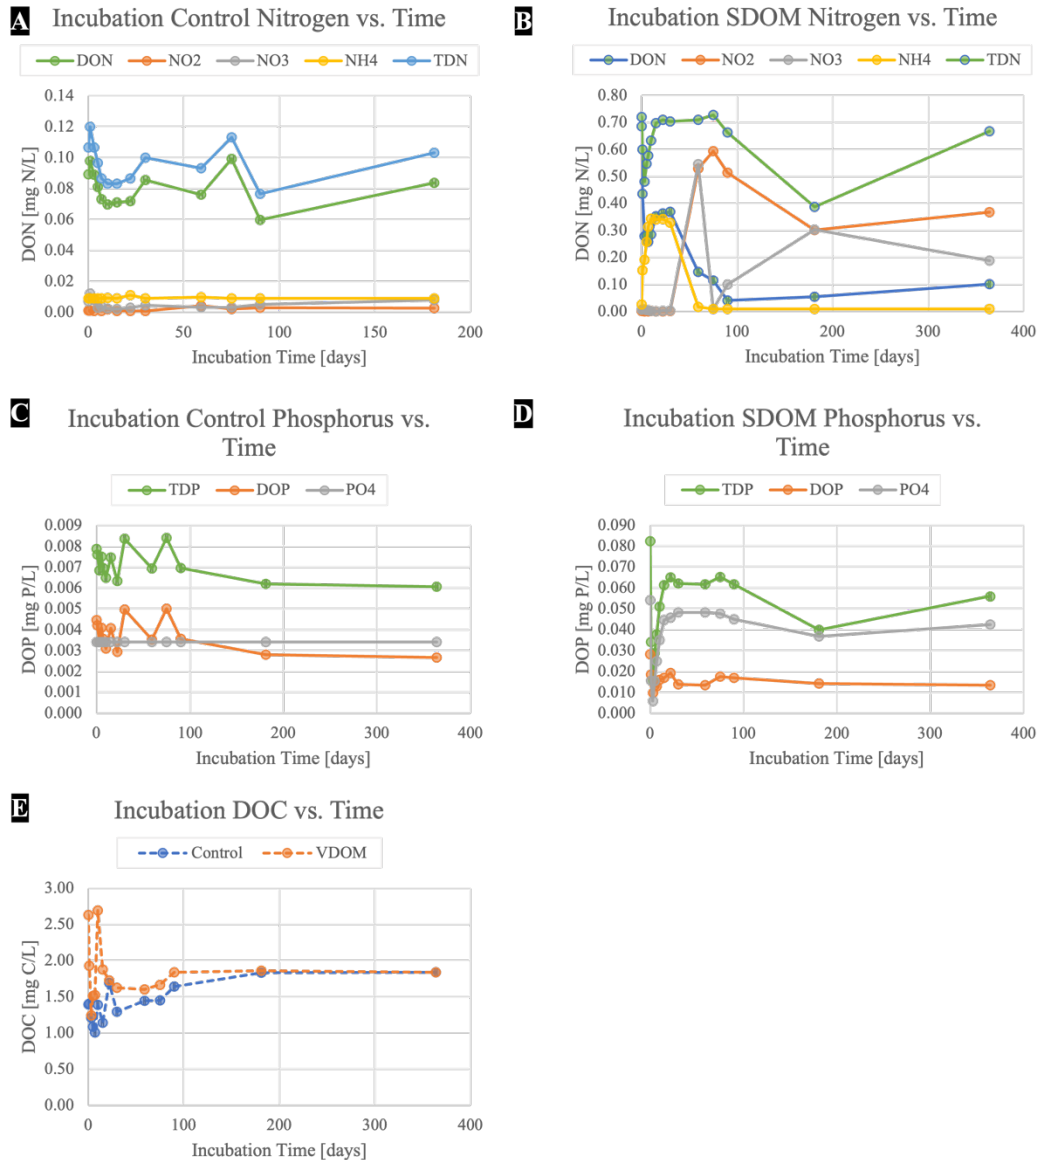 A
Incubation Control Nitrogen vs. Time
DON NO2 NO3 NH4 TDN
0.14
0.12
0.10
0.08
0.06
0.04
0.02
0.00
DON [mg N/L]
0 50 100 150 200
Incubation Time [days]
B
Incubation SDOM Nitrogen vs. Time
DON NO2 NO3 NH4 TDN
0.80
0.70
0.60
0.50
0.40
0.30
0.20
0.10
0.00
DON [mg N/L]
0 100 200 300 400
Incubation Time [days]
C
Incubation Control Phosphorus vs.
Time
TDP DOP PO4
0.009
0.008
0.007
0.006
0.005
0.004
0.003
0.002
0.001
0.000
DOP [mg P/L]
0 100 200 300 400
Incubation Time [days]
D
Incubation SDOM Phosphorus vs.
Time
TDP DOP PO4
0.090
0.080
0.070
0.060
0.050
0.040
0.030
0.020
0.010
0.000
DOP [mg P/L]
0 100 200 300 400
Incubation Time [days]
E
Incubation DOC vs. Time
Control VDOM
3.00
2.50
2.00
1.50
1.00
0.50
0.00
DOC [mg C/L]
0 100 200 300 400
Incubation Time [days]